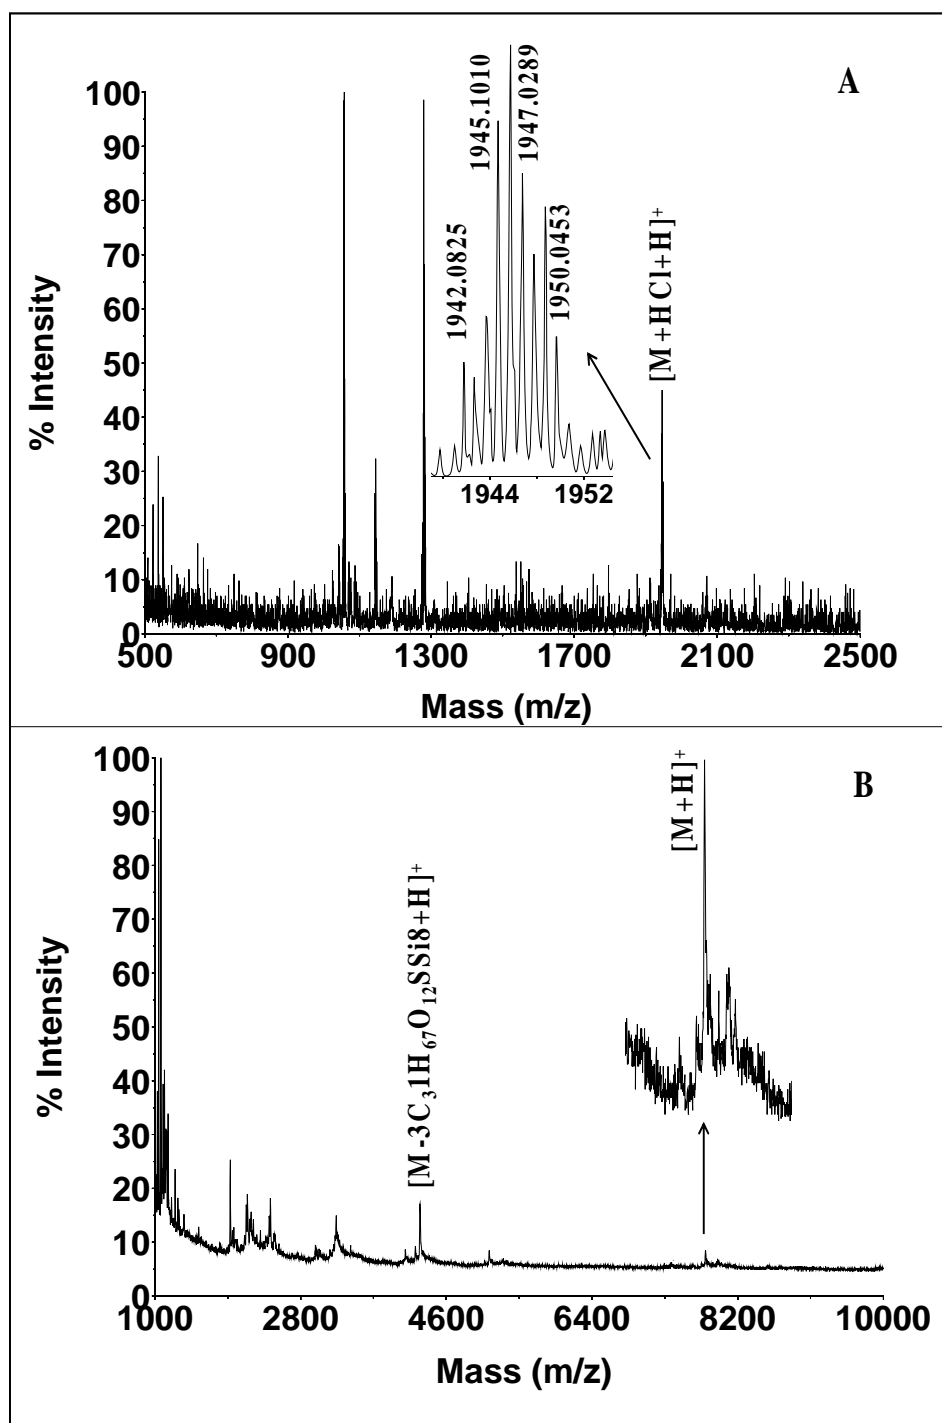 A
100
90
80
70
60
50
40
30
20
10
0
% Intensity
1942.0825
1945.1010
1947.0289
1950.0453
1944 1952
[M+HCl+H]+
500 900 1300 1700 2100 2500
Mass (m/z)
B
100
90
80
70
60
50
40
30
20
10
0
% Intensity
[M-3C31H67O12SSi8+H]+
[M+H]+
1000 2800 4600 6400 8200 10000
Mass (m/z)